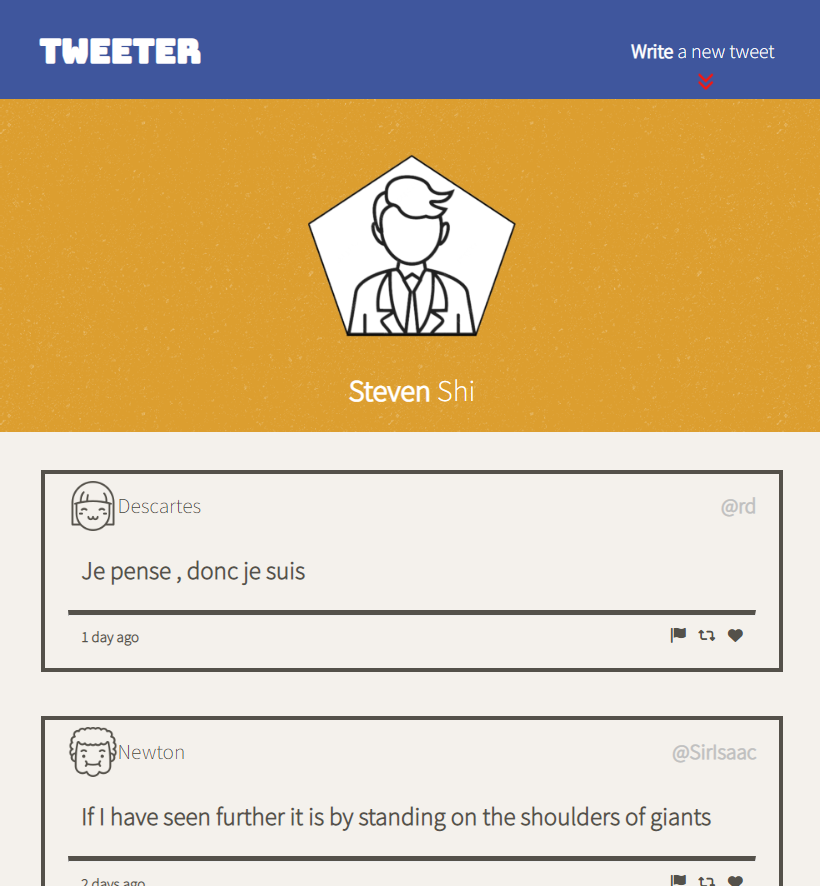 TWEETER
Write a new tweet
Steven Shi
Descartes
@rd
Je pense , donc je suis
1 day ago
Newton
@SirIsaac
If I have seen further it is by standing on the shoulders of giants
2 days ago